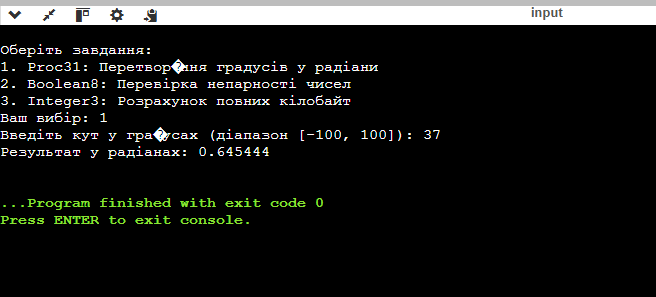 input
Оберіть завдання:
1. Proc31: Перетвор�ння градусів у радіани
2. Boolean8: Перевірка непарності чисел
3. Integer3: Розрахунок повних кілобайт
Ваш вибір: 1
Введіть кут у гра�усах (діапазон [-100, 100]): 37
Результат у радіанах: 0.645444
...Program finished with exit code 0
Press ENTER to exit console.